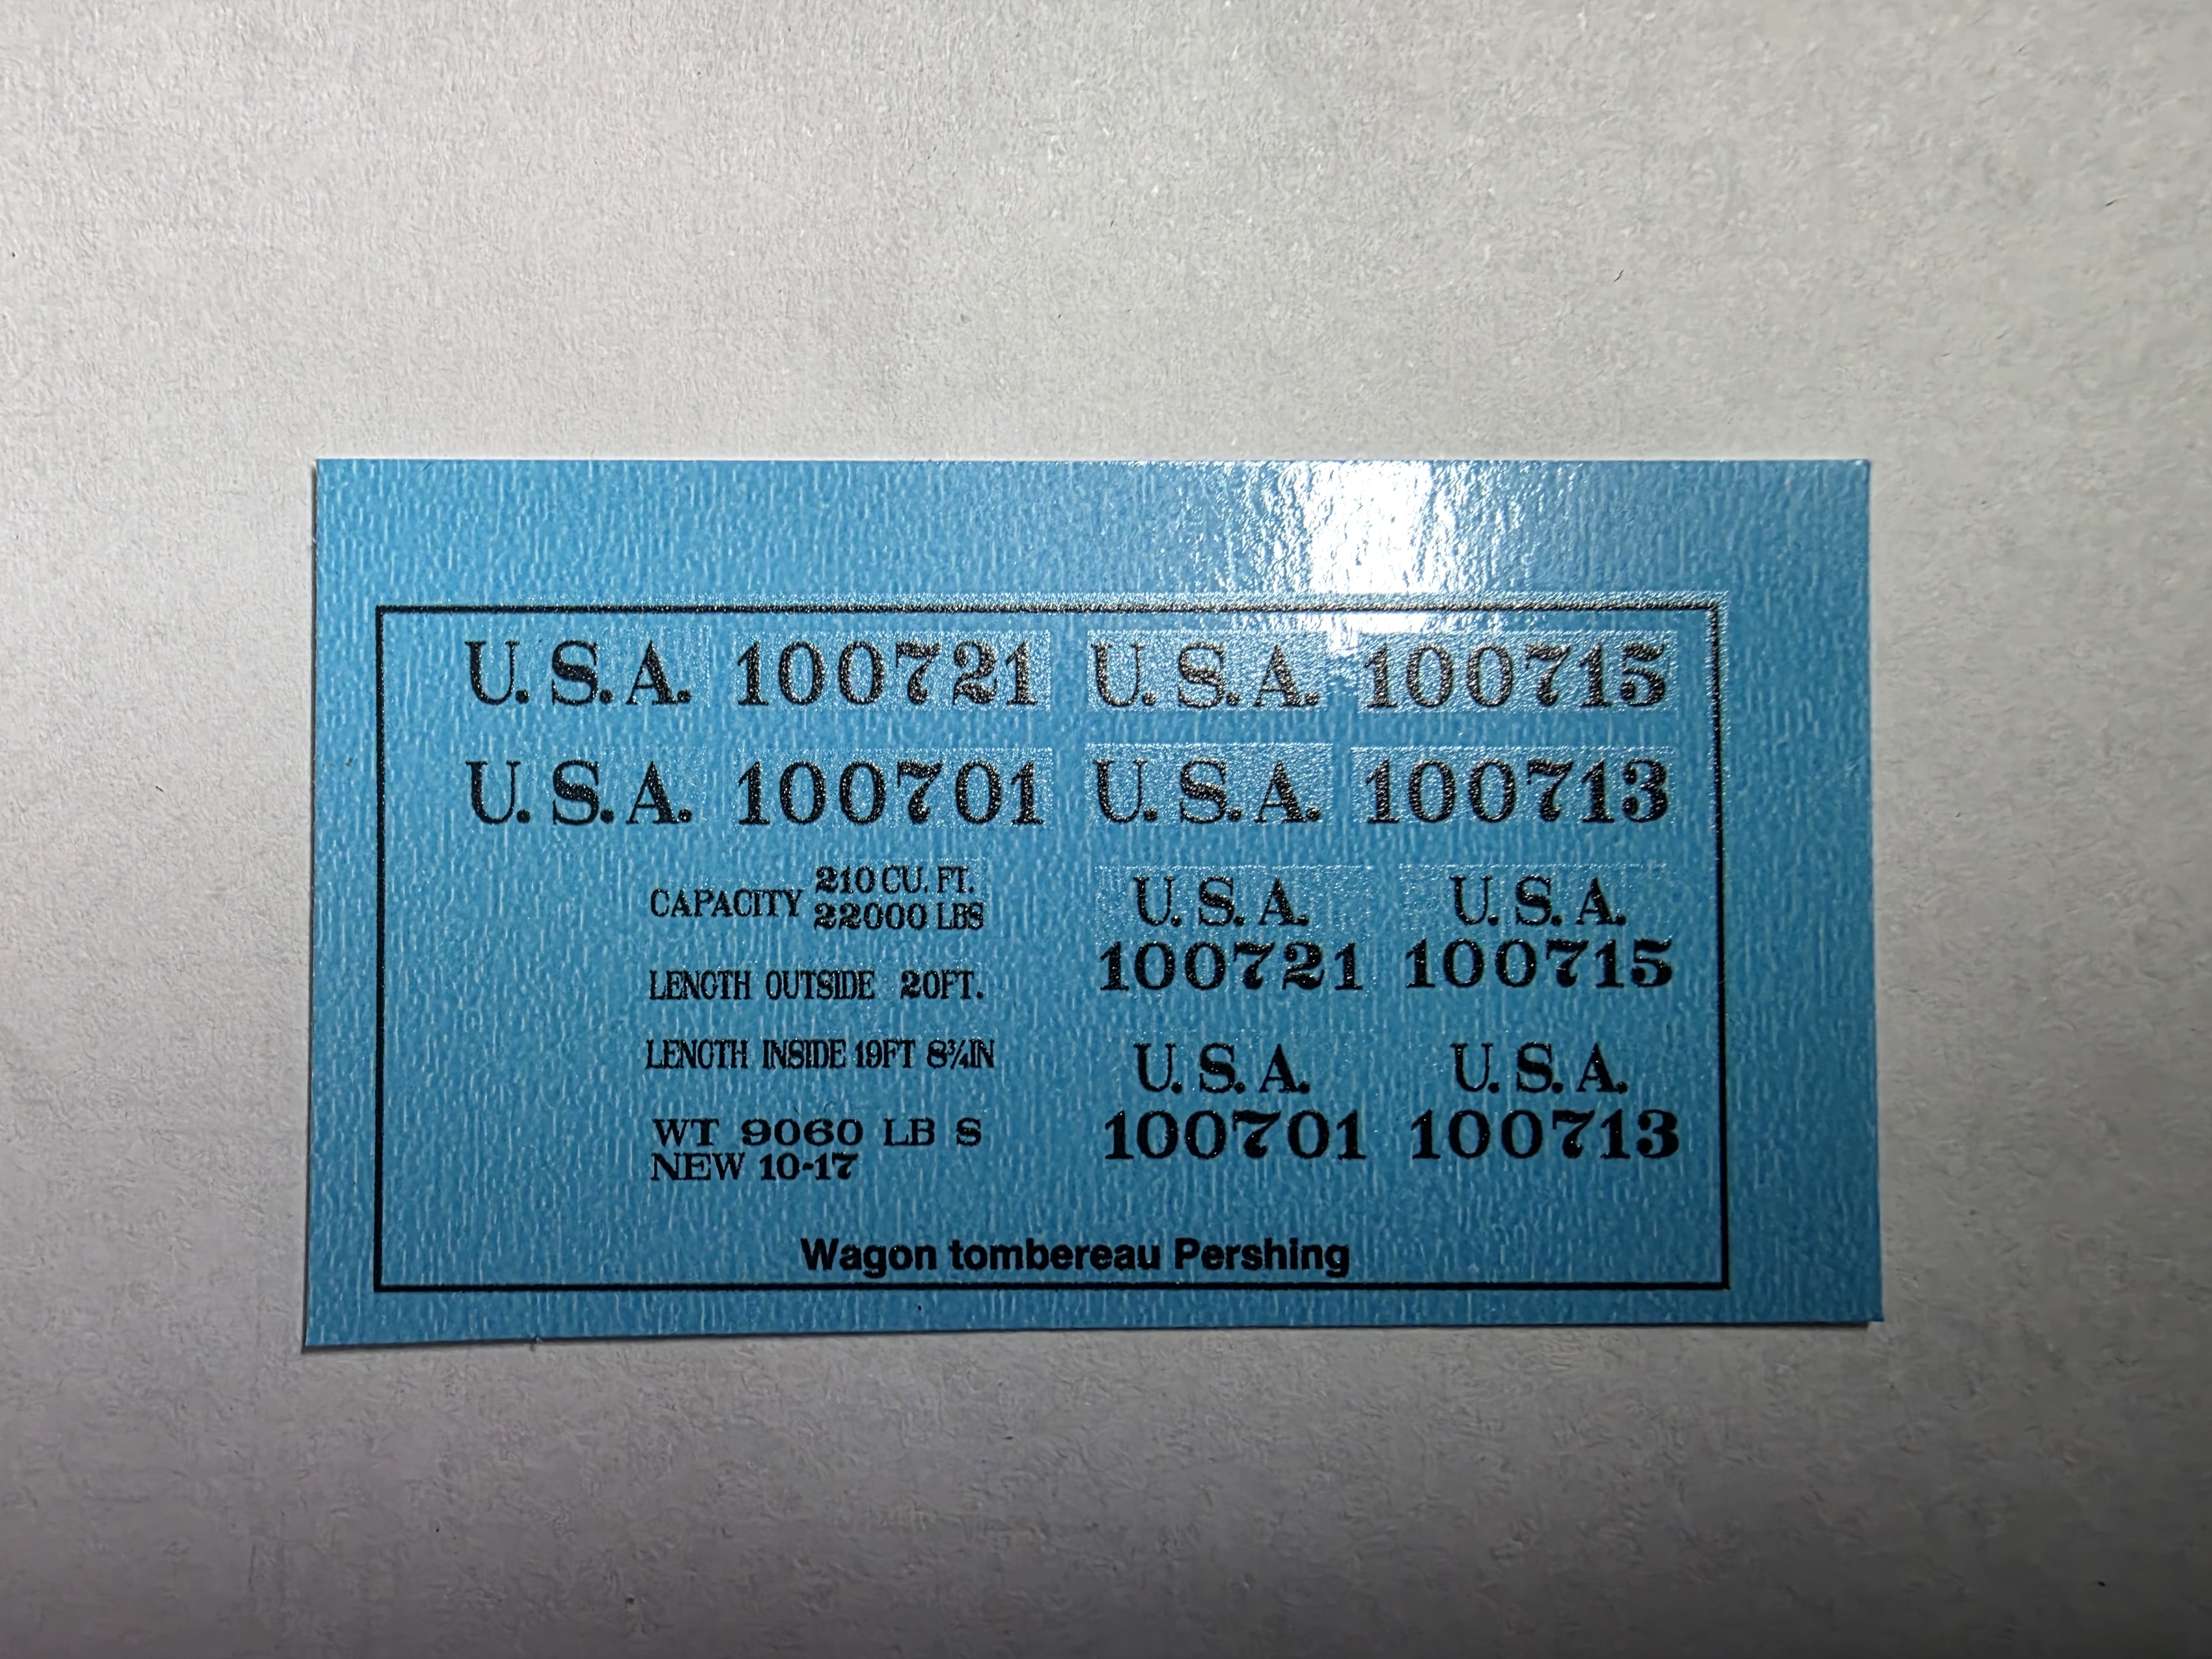 U. S. A. 100721 U. S. A. 100715
U. S. A. 100701 U. S. A. 100713
CAPACITY 210 CU. FT.
22000 LBS
LENGTH OUTSIDE 20FT.
LENGTH INSIDE 19FT 8¾IN
WT 9060 LB S
NEW 10-17
U. S. A.
100721
U. S. A.
100715
U. S. A.
100701
U. S. A.
100713
Wagon tombereau Pershing